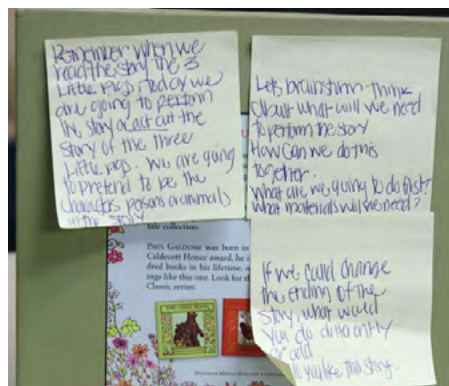 Remember when we
read the story the 3
Little Pigs. Today we
are going to perform
the story or act out the
story of the three
Little pigs. We are going
to pretend to be the
characters persons or animals
in the story
Lets brainstorm-think
about what will we need
to perform the story
How can we do this
together.
What are we going to do first?
What materials will we need?
If we could change
the ending of the
story, what would
you do differently
or add
you like this story.
tale collection.
PAUL GALDONE was born in
Caldecott Honor award, he i
dred books in his lifetime,
ings like this one. Look for
Classic series: